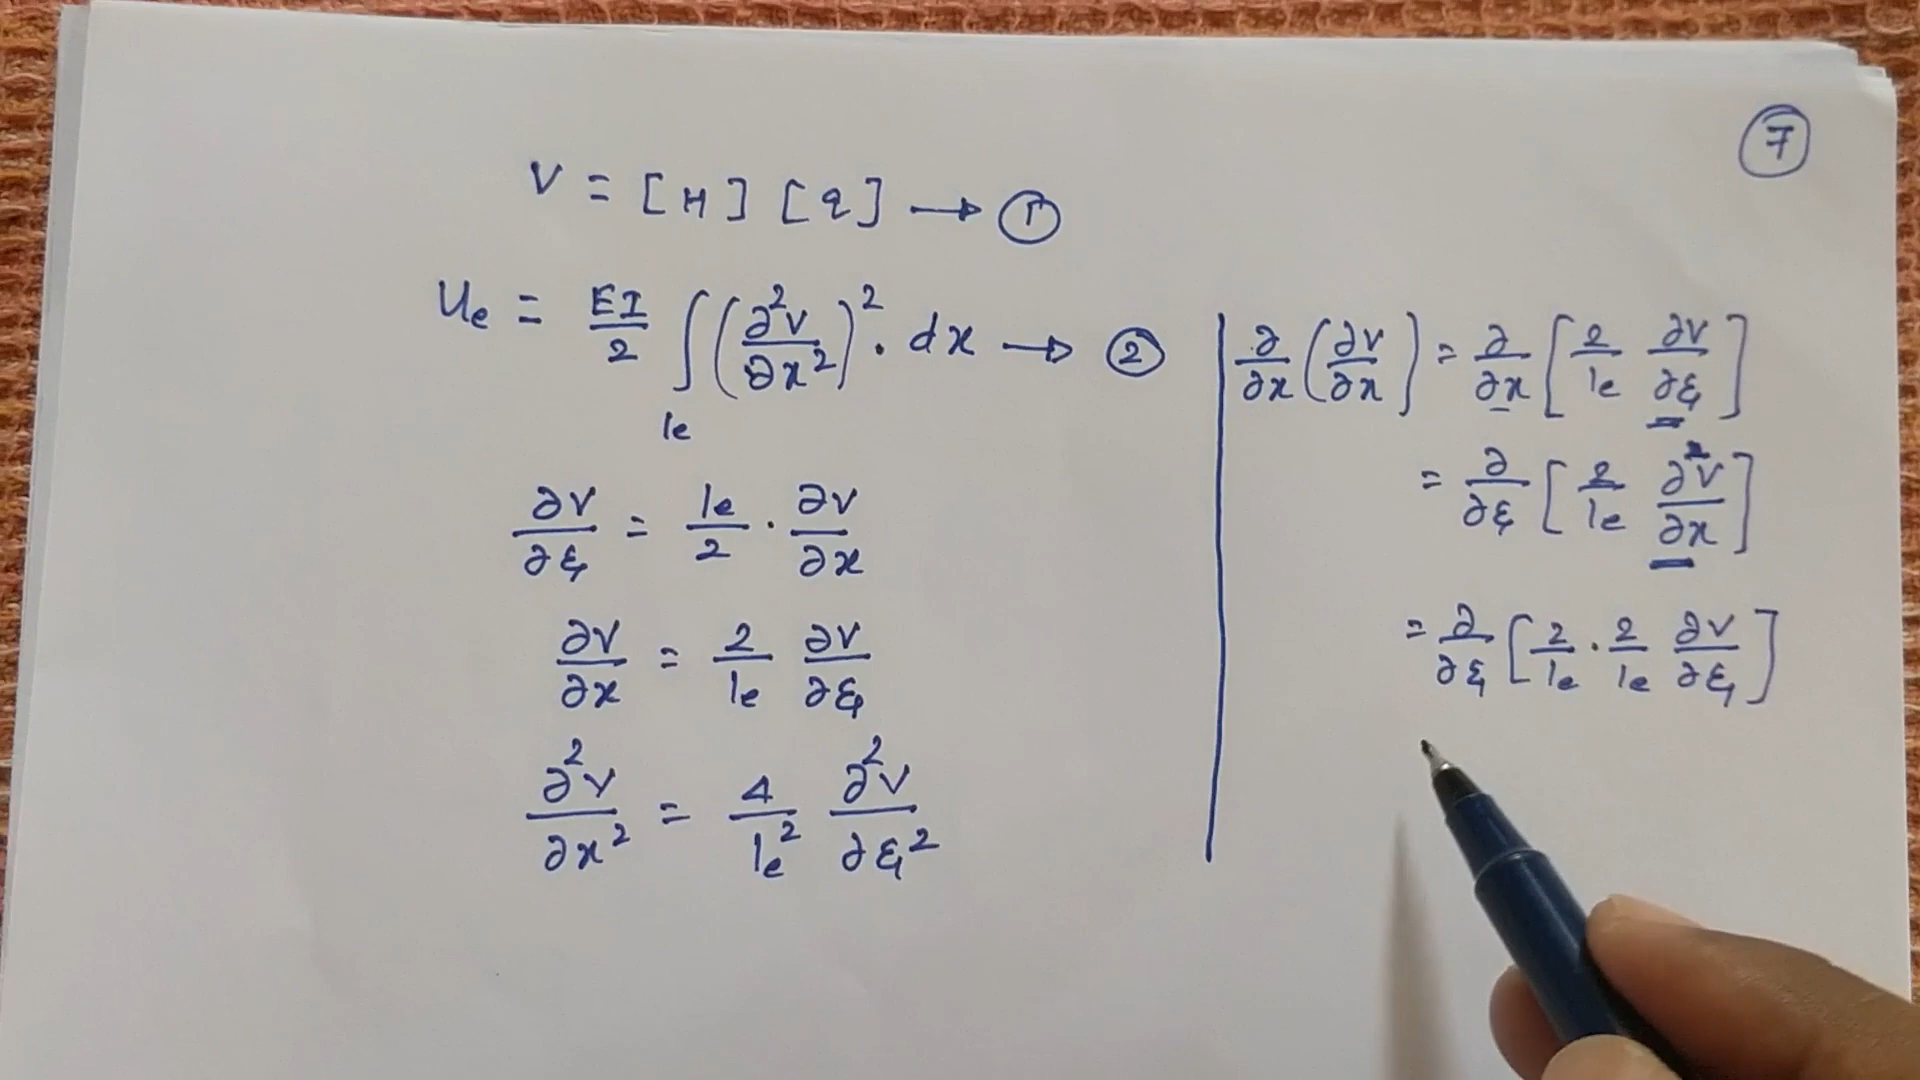 7
V = [H] [q] → 1
Ue = EI/2 ∫le (∂²v/∂x²)² · dx → 2
∂v/∂ξ = le/2 · ∂v/∂x
∂v/∂x = 2/le ∂v/∂ξ
∂²v/∂x² = 4/le² ∂²v/∂ξ²
∂/∂x (∂v/∂x) = ∂/∂x [2/le ∂v/∂ξ]
= ∂/∂ξ [2/le ∂v/∂x]
= ∂/∂ξ [2/le · 2/le ∂v/∂ξ]